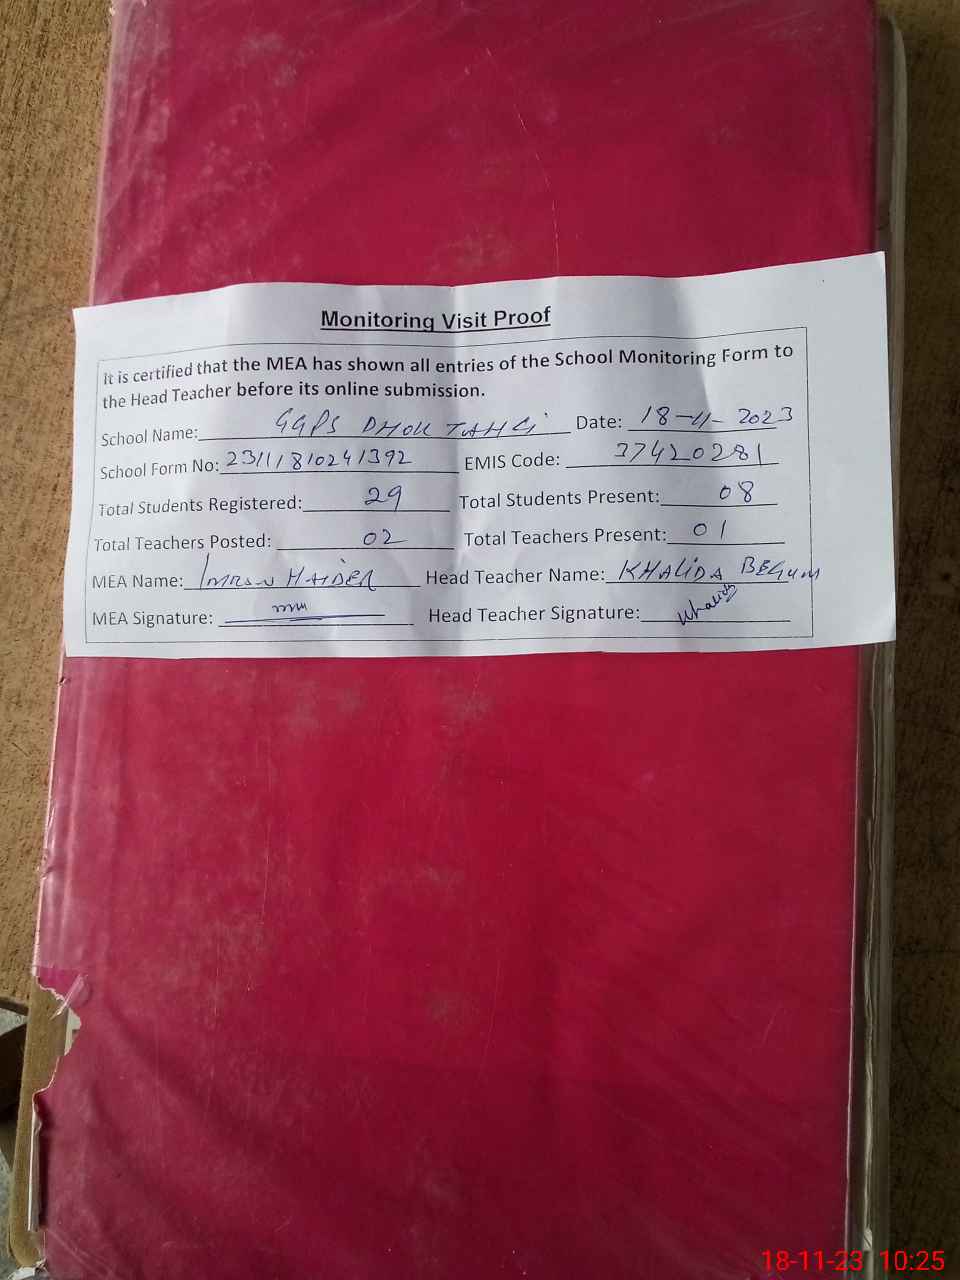 Monitoring Visit Proof
It is certified that the MEA has shown all entries of the School Monitoring Form to
the Head Teacher before its online submission.
School Name: GGPS DHOK TAHLI Date: 18-11-2023
School Form No: 23111810241392 EMIS Code: 37420281
Total Students Registered: 29 Total Students Present: 08
Total Teachers Posted: 02 Total Teachers Present: 01
MEA Name: IMRAN HAIDER Head Teacher Name: KHALIDA BEGUM
MEA Signature: Head Teacher Signature: Khalida
18-11-23 10:25